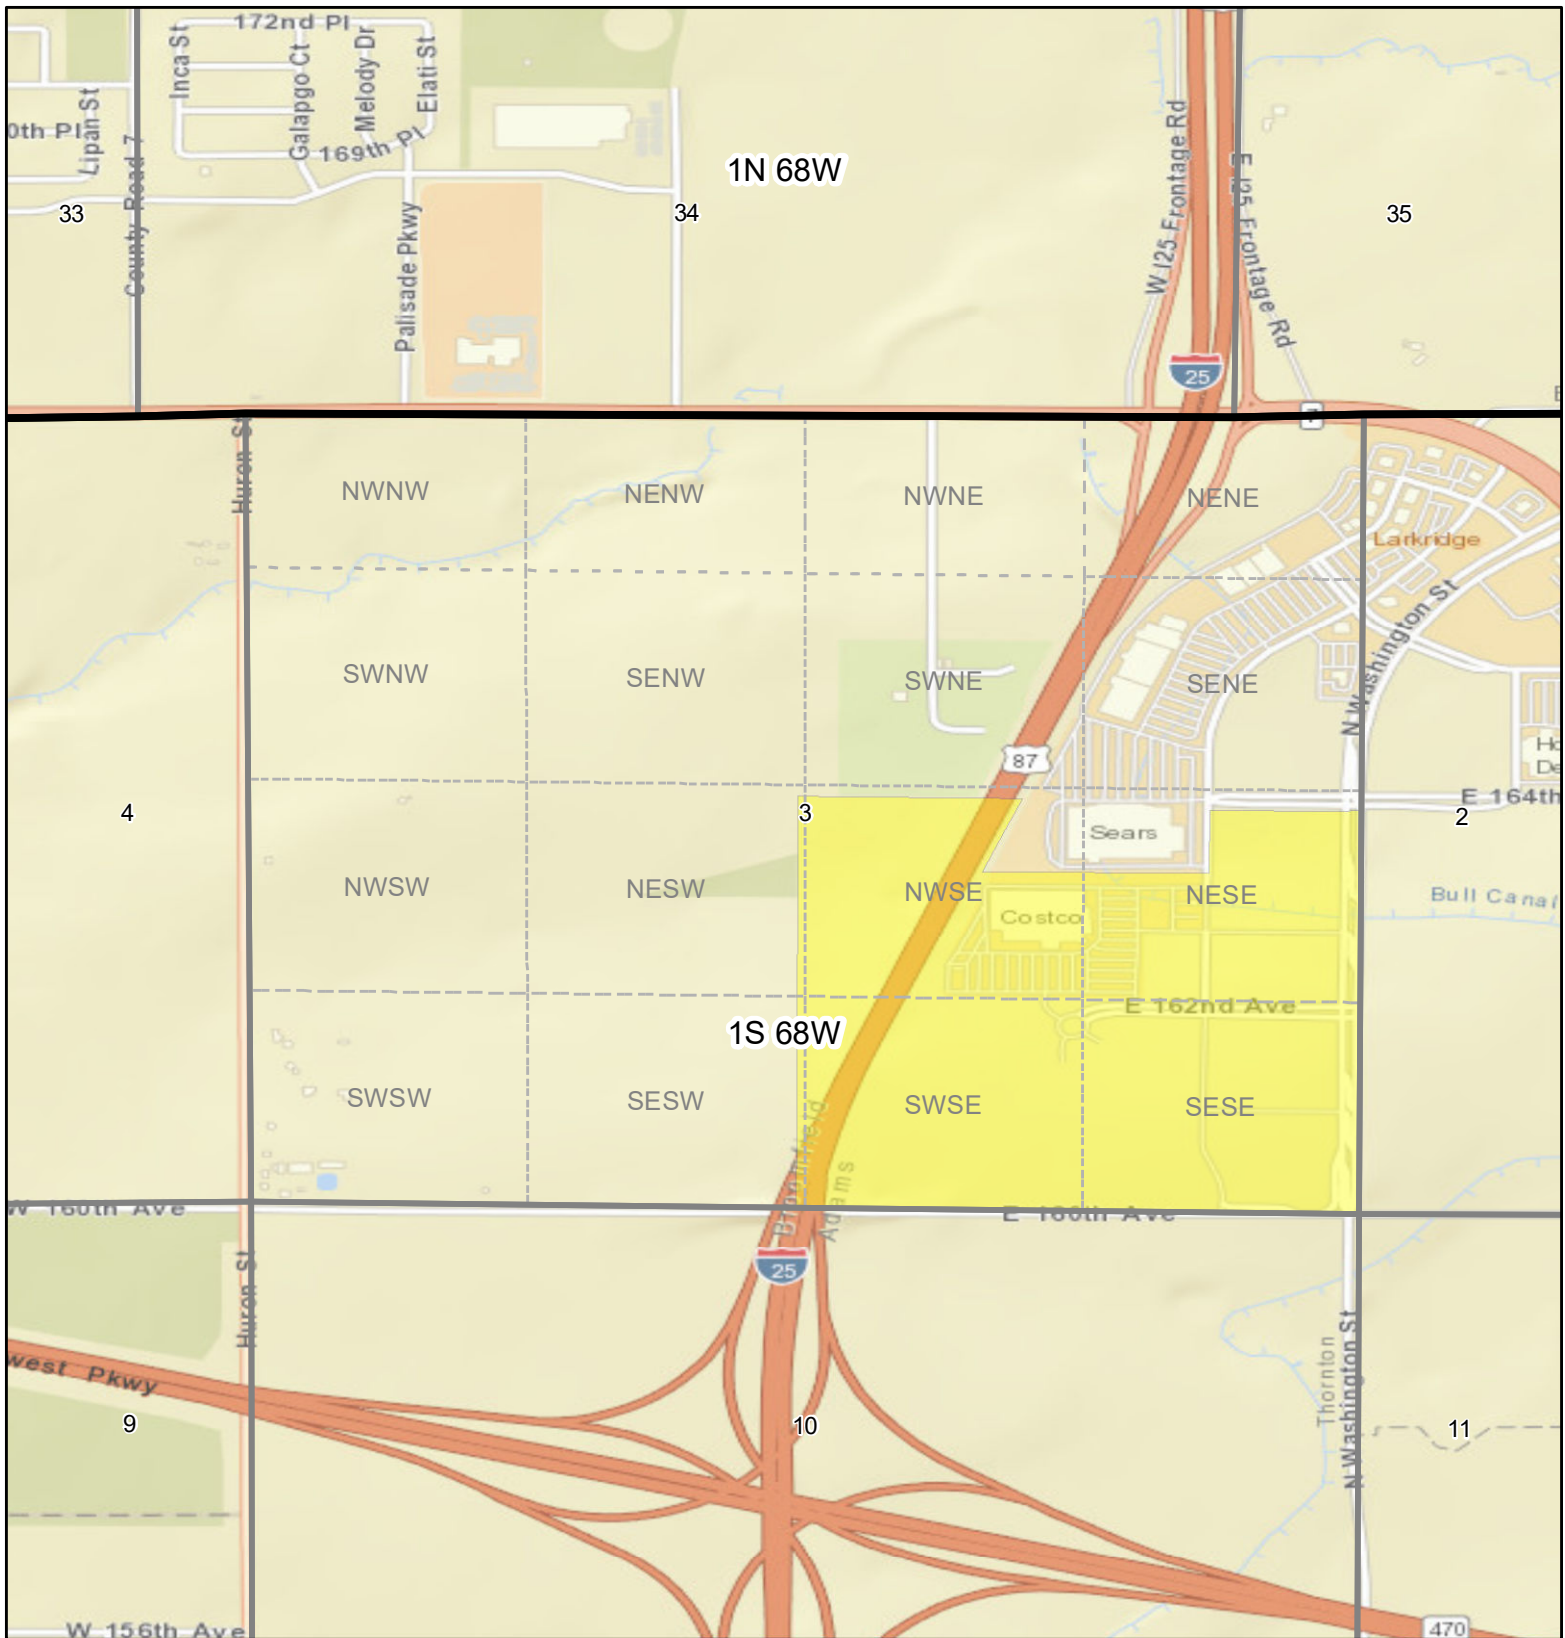 172nd Pl
Inca St
Galapgo Ct
Melody Dr
Elati St
Lipan St
0th Pl
169th Pl
County Road 7
Palisade Pkwy
1N 68W
W I25 Frontage Rd
E I25 Frontage Rd
33
34
35
25
Huron St
NWNW
NENW
NWNE
NENE
Larkridge
N Washington St
SWNW
SENW
SWNE
SENE
87
Ho
De
E 164th
4
3
2
Sears
NWSW
NESW
NWSE
NESE
Bull Canal
Costco
E 162nd Ave
1S 68W
SWSW
SESW
SWSE
SESE
Broomfield
Adams
W 160th Ave
E 160th Ave
25
Huron St
Thornton
N Washington St
west Pkwy
9
10
11
W 156th Ave
470